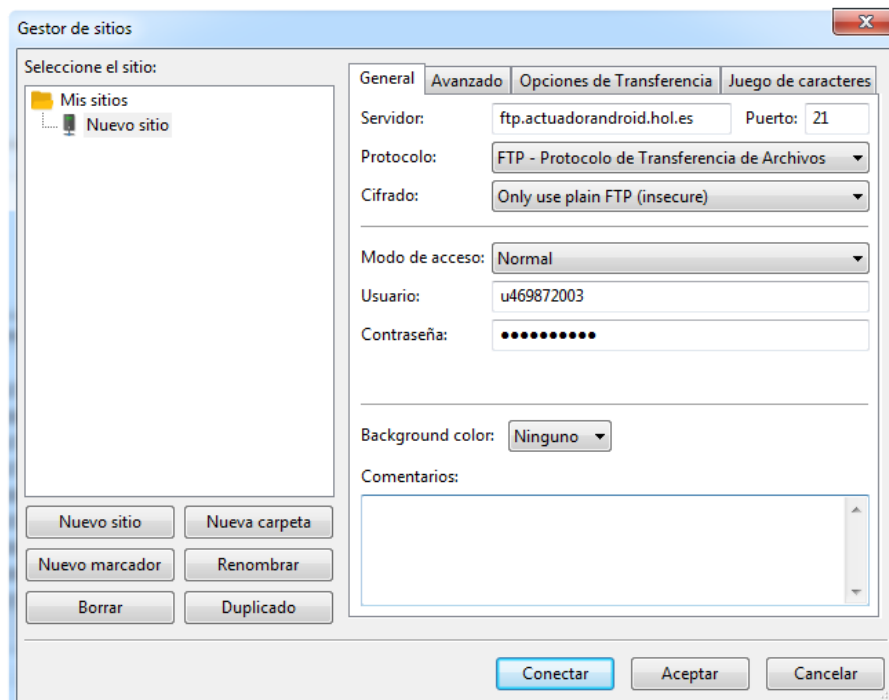 Gestor de sitios
Seleccione el sitio:
Mis sitios
Nuevo sitio
Nuevo sitio Nueva carpeta
Nuevo marcador Renombrar
Borrar Duplicado
General Avanzado Opciones de Transferencia Juego de caracteres
Servidor: ftp.actuadorandroid.hol.es Puerto: 21
Protocolo: FTP - Protocolo de Transferencia de Archivos
Cifrado: Only use plain FTP (insecure)
Modo de acceso: Normal
Usuario: u469872003
Contraseña: ●●●●●●●●●●
Background color: Ninguno
Comentarios:
Conectar Aceptar Cancelar